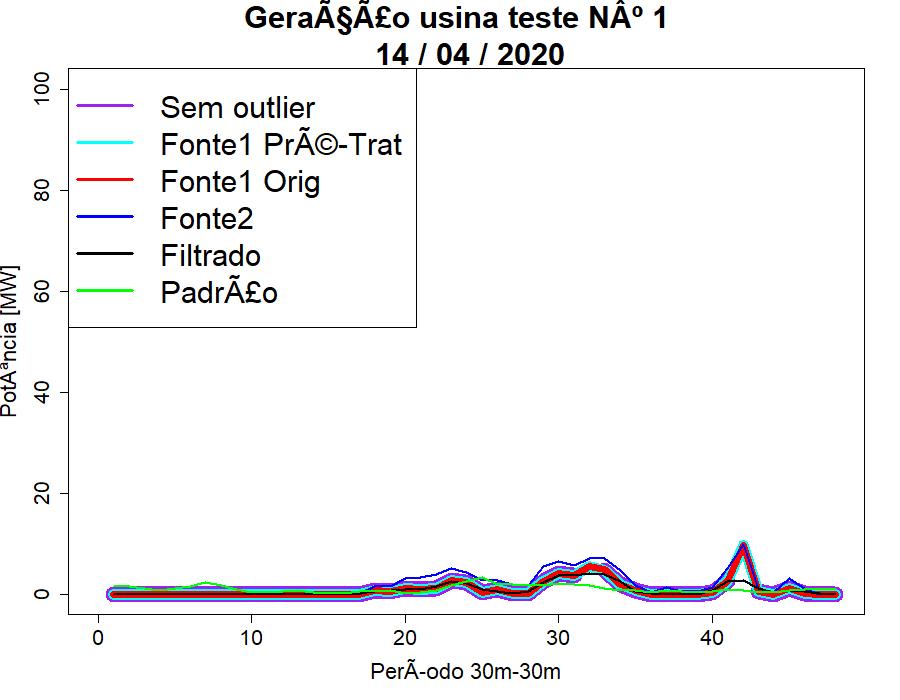 GeraÃ§Ã£o usina teste NÂº 1
14 / 04 / 2020
Sem outlier
Fonte1 PrÃ©-Trat
Fonte1 Orig
Fonte2
Filtrado
PadrÃ£o
PotÃªncia [MW]
100
80
60
40
20
0
0 10 20 30 40
PerÃ-odo 30m-30m